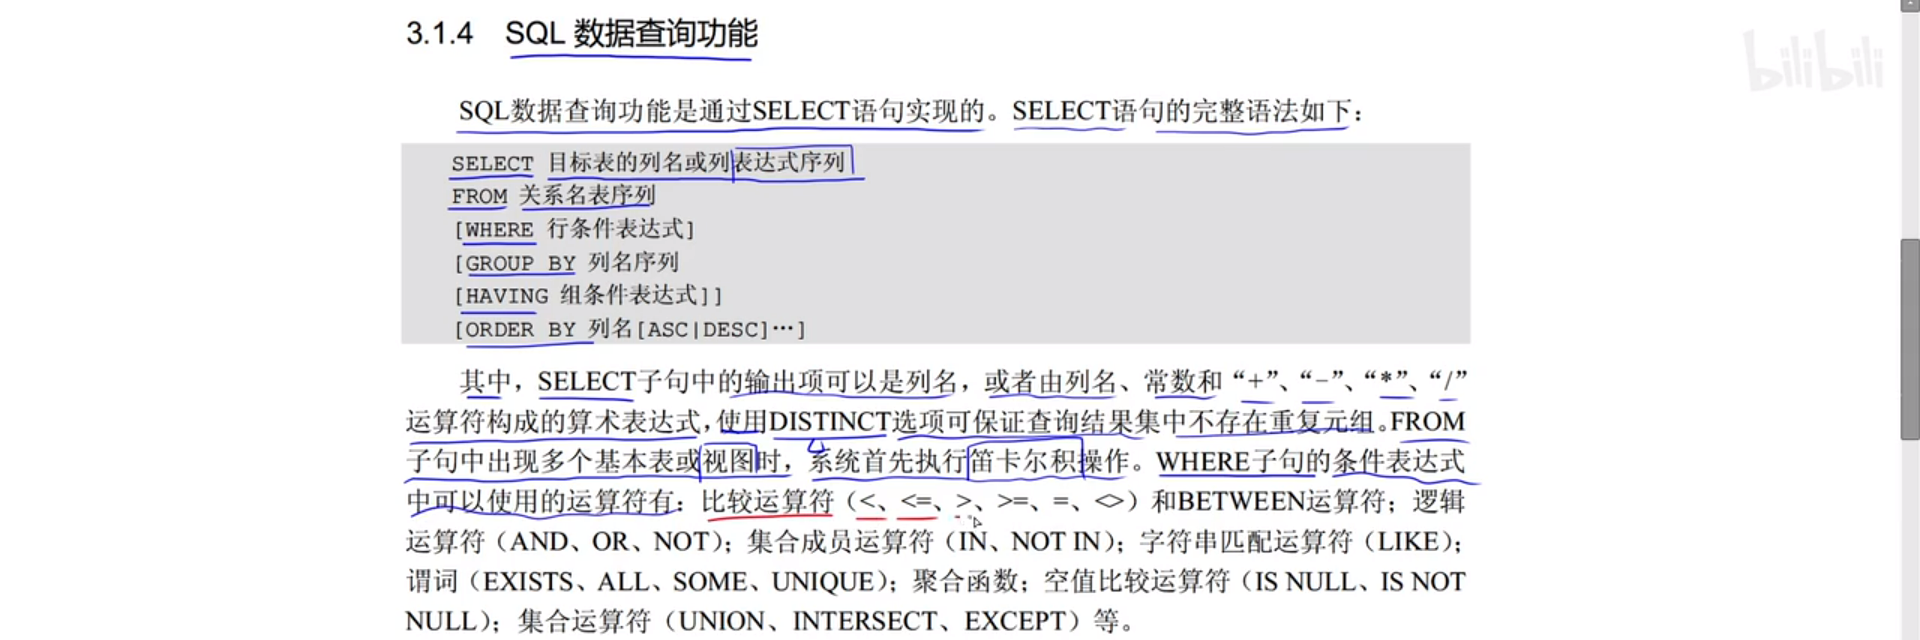 3.1.4 SQL 数据查询功能
bilibili
SQL数据查询功能是通过SELECT语句实现的。SELECT语句的完整语法如下：
SELECT 目标表的列名或列表达式序列
FROM 关系名表序列
[WHERE 行条件表达式]
[GROUP BY 列名序列
[HAVING 组条件表达式]]
[ORDER BY 列名[ASC|DESC]…]
其中，SELECT子句中的输出项可以是列名，或者由列名、常数和“+”、“−”、“*”、“/”
运算符构成的算术表达式，使用DISTINCT选项可保证查询结果集中不存在重复元组。FROM
子句中出现多个基本表或视图时，系统首先执行笛卡尔积操作。WHERE子句的条件表达式
中可以使用的运算符有：比较运算符（<、<=、>、>=、=、<>）和BETWEEN运算符；逻辑
运算符（AND、OR、NOT）；集合成员运算符（IN、NOT IN）；字符串匹配运算符（LIKE）；
谓词（EXISTS、ALL、SOME、UNIQUE）；聚合函数；空值比较运算符（IS NULL、IS NOT
NULL）；集合运算符（UNION、INTERSECT、EXCEPT）等。